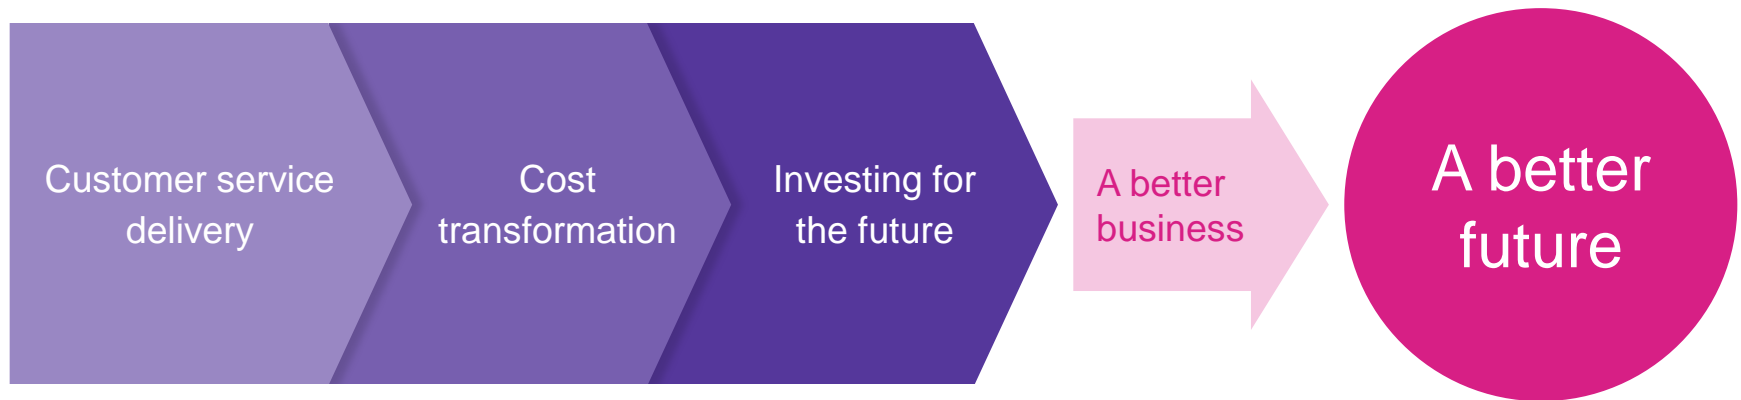 Customer service
delivery
Cost
transformation
Investing for
the future
A better
business
A better
future